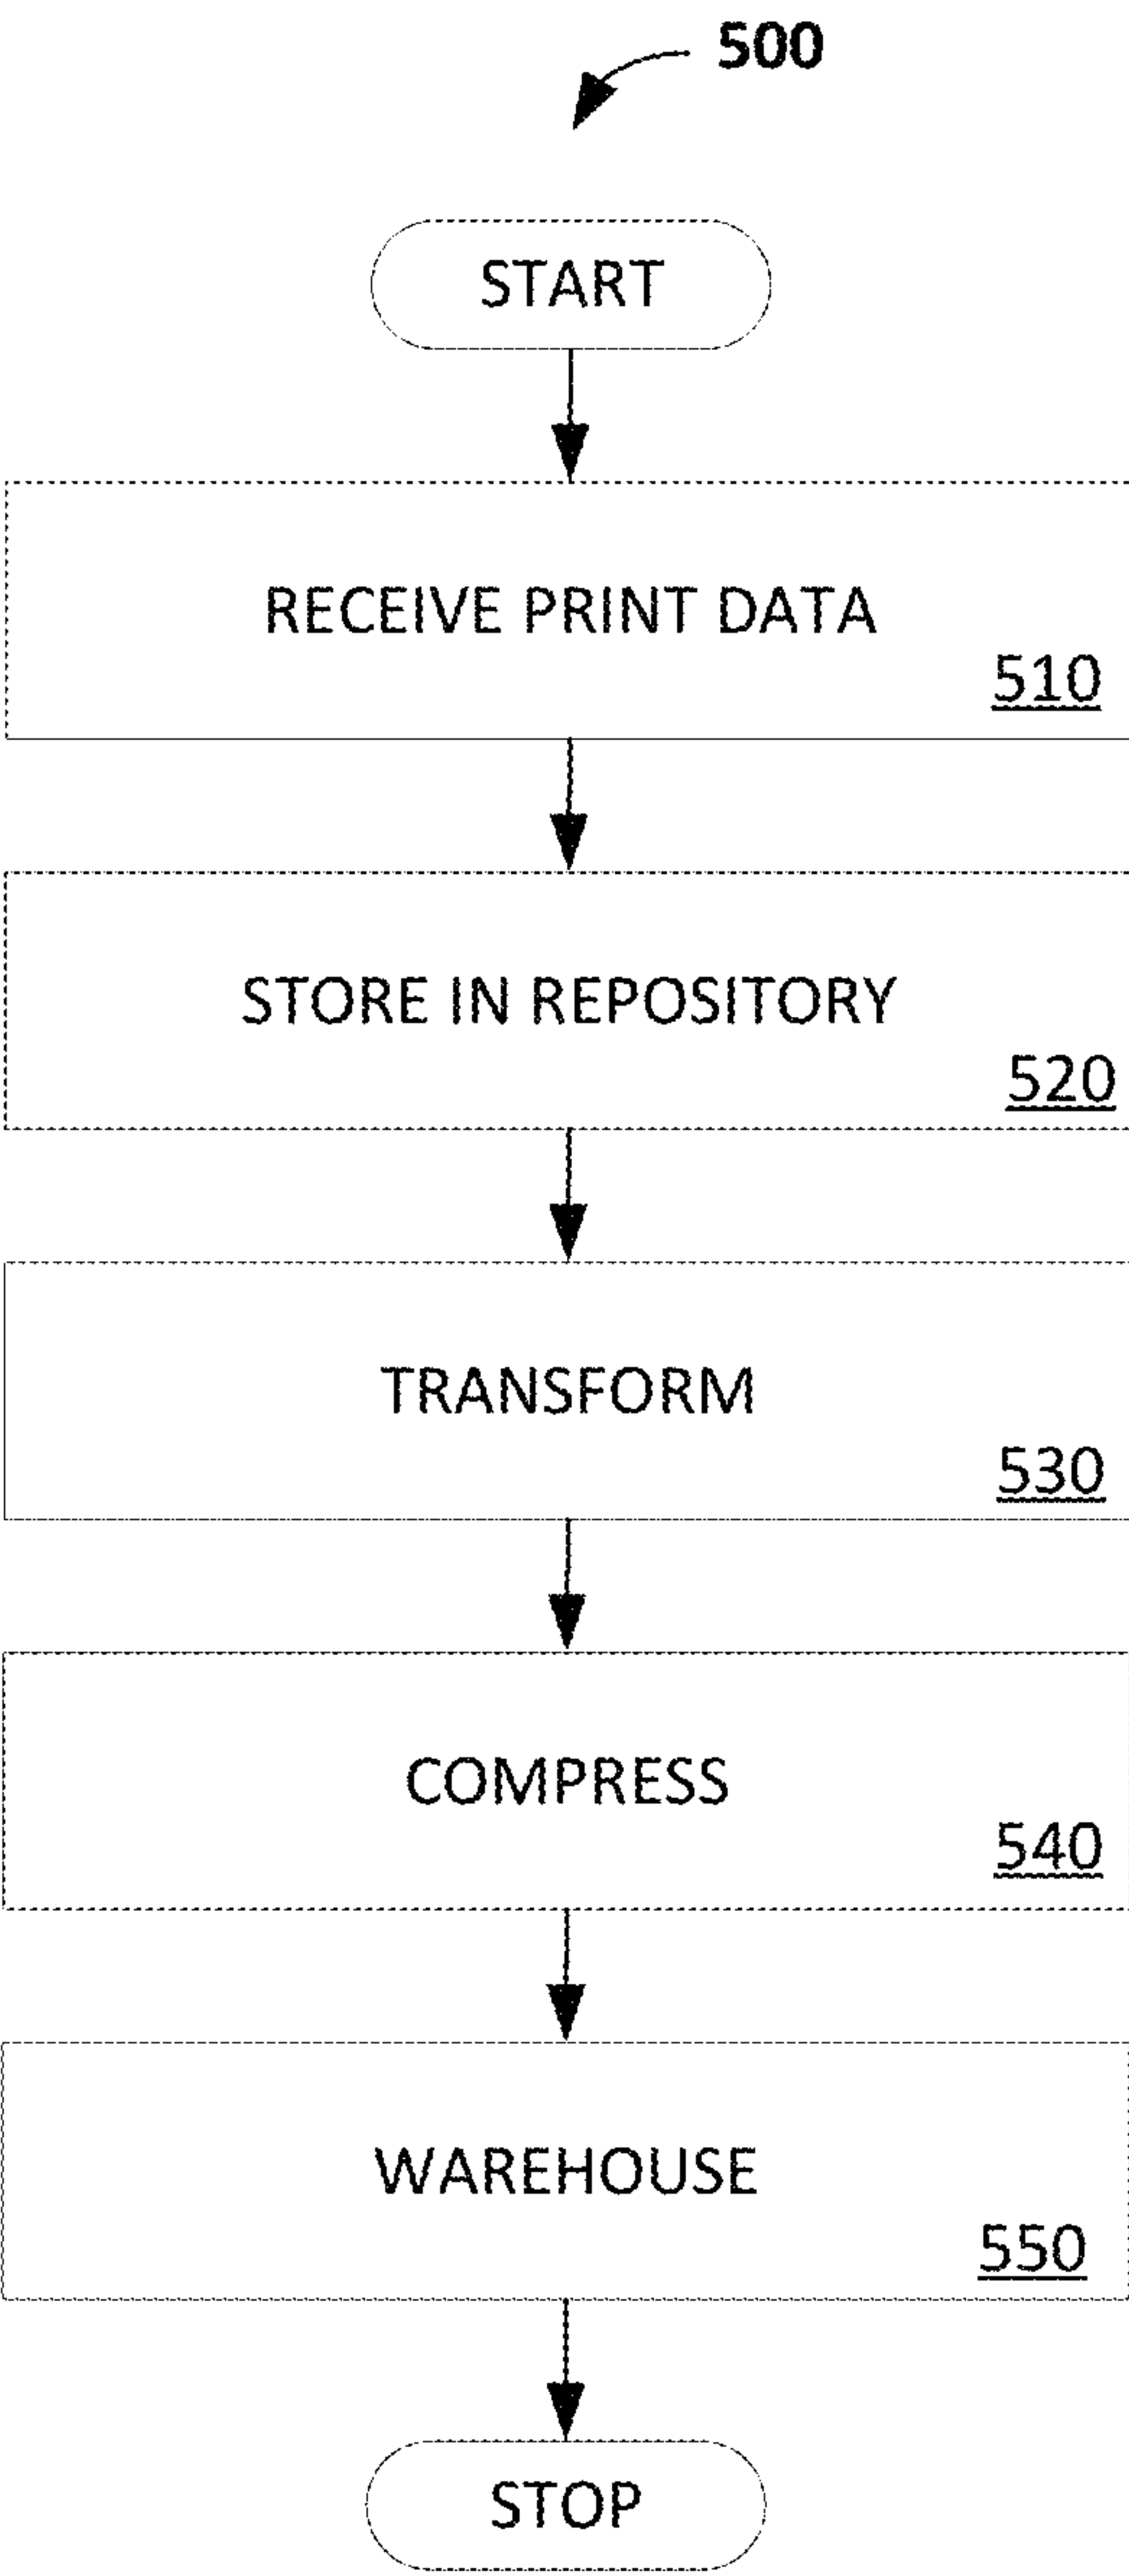 500
START
RECEIVE PRINT DATA
510
STORE IN REPOSITORY
520
TRANSFORM
530
COMPRESS
540
WAREHOUSE
550
STOP